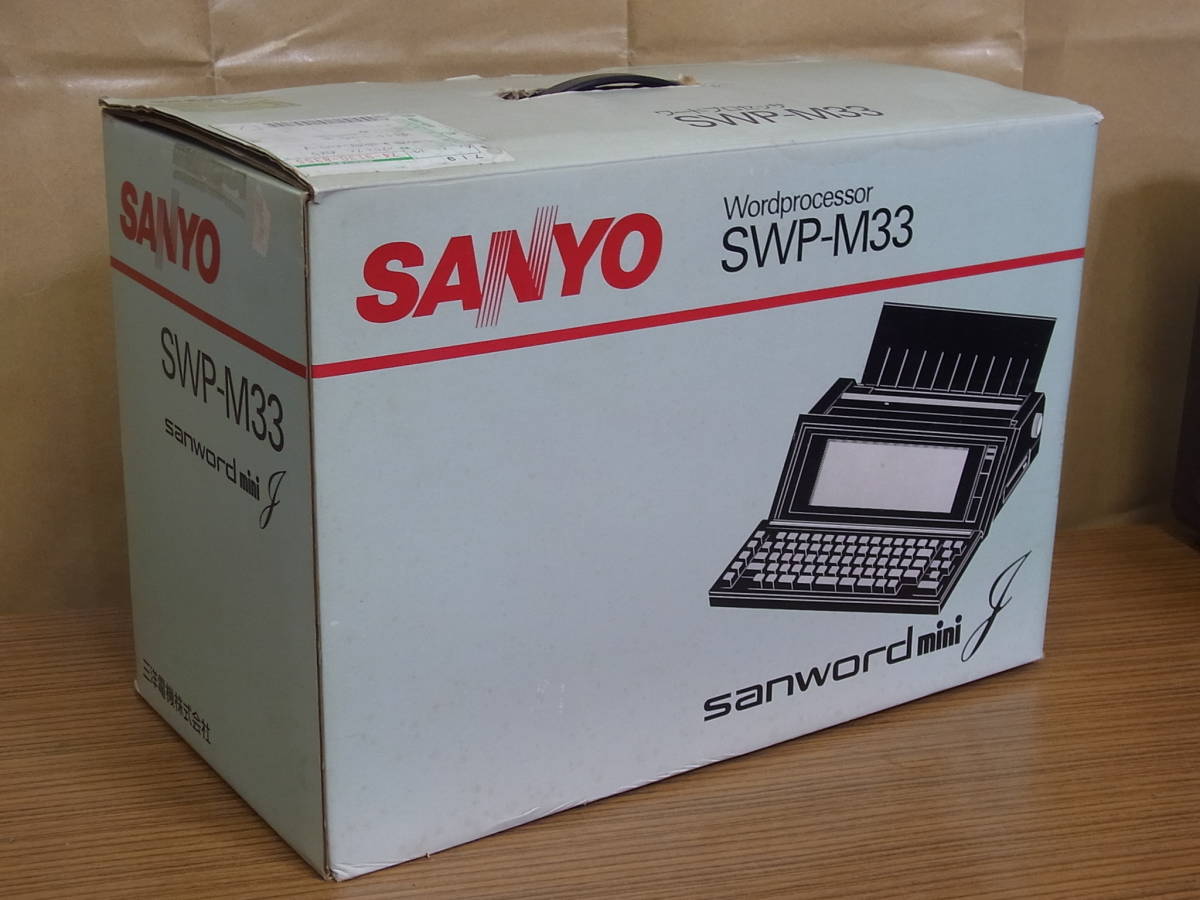 SWP-M33
SANYO
SWP-M33
sanword mini J
三洋電機株式会社
SANYO
Wordprocessor
SWP-M33
sanword mini J